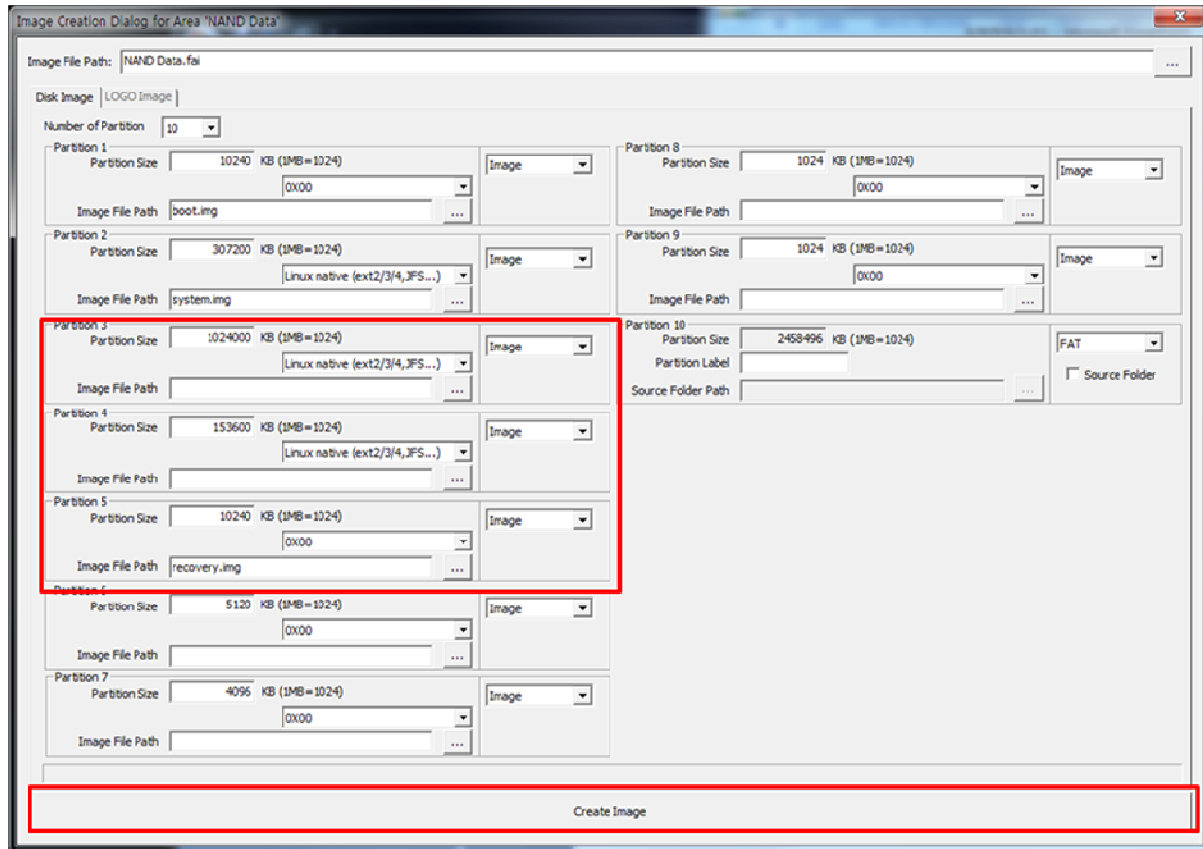 Image Creation Dialog for Area 'NAND Data'
Image File Path: NAND Data.fai ...
Disk Image LOGO Image
Number of Partition 10
Partition 1
Partition Size 10240 KB (1MB=1024) Image
0X00
Image File Path boot.img ...
Partition 2
Partition Size 307200 KB (1MB=1024) Image
Linux native (ext2/3/4,JFS...)
Image File Path system.img ...
Partition 3
Partition Size 1024000 KB (1MB=1024) Image
Linux native (ext2/3/4,JFS...)
Image File Path ...
Partition 4
Partition Size 153600 KB (1MB=1024) Image
Linux native (ext2/3/4,JFS...)
Image File Path ...
Partition 5
Partition Size 10240 KB (1MB=1024) Image
0X00
Image File Path recovery.img ...
Partition 6
Partition Size 5120 KB (1MB=1024) Image
0X00
Image File Path ...
Partition 7
Partition Size 4096 KB (1MB=1024) Image
0X00
Image File Path ...
Partition 8
Partition Size 1024 KB (1MB=1024) Image
0X00
Image File Path ...
Partition 9
Partition Size 1024 KB (1MB=1024) Image
0X00
Image File Path ...
Partition 10
Partition Size 2458496 KB (1MB=1024) FAT
Partition Label
Source Folder
Source Folder Path ...
Create Image